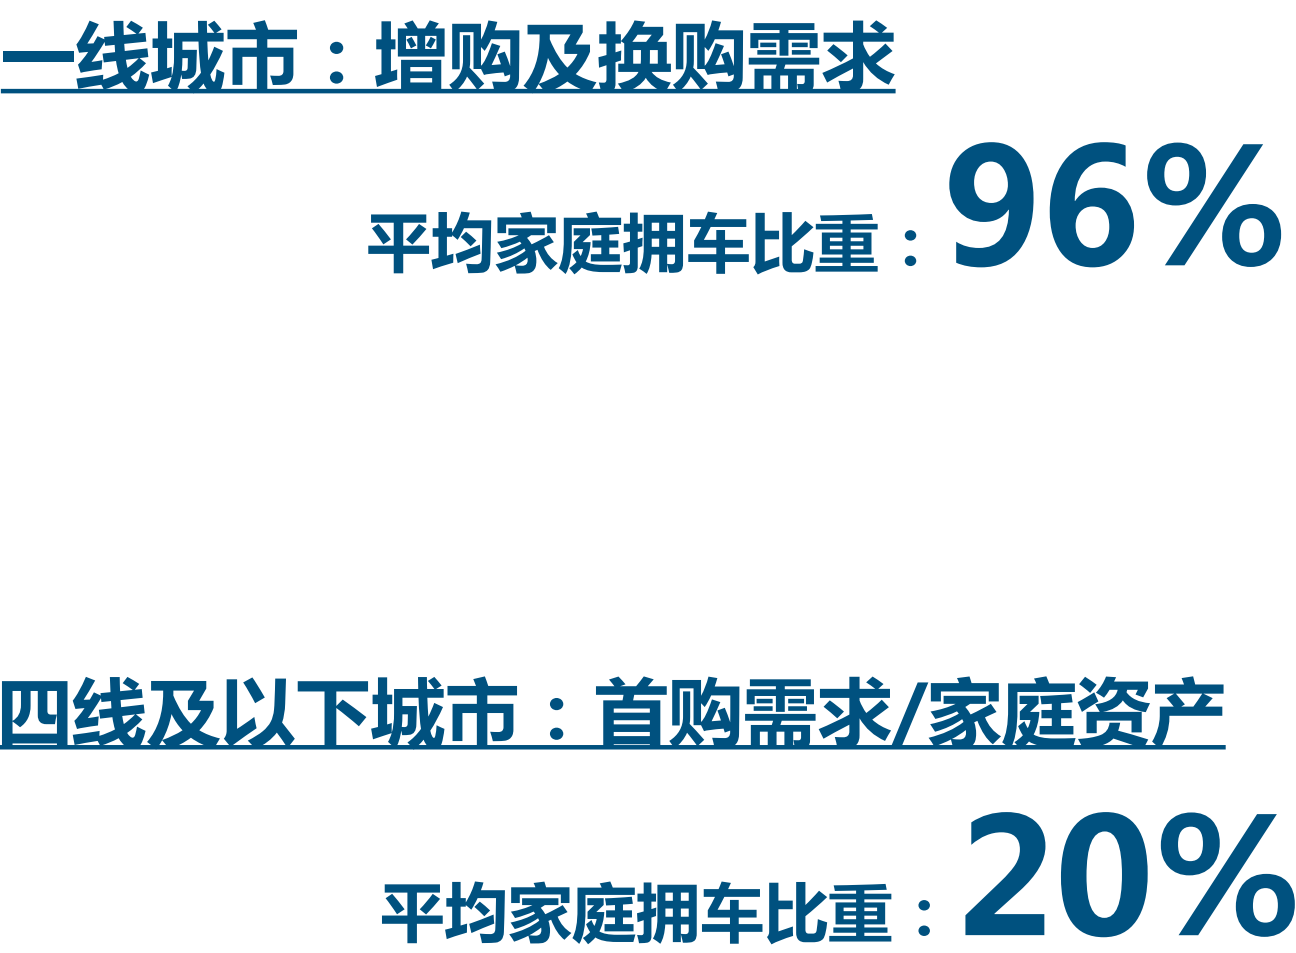 一线城市：增购及换购需求
平均家庭拥车比重：96%
四线及以下城市：首购需求/家庭资产
平均家庭拥车比重：20%